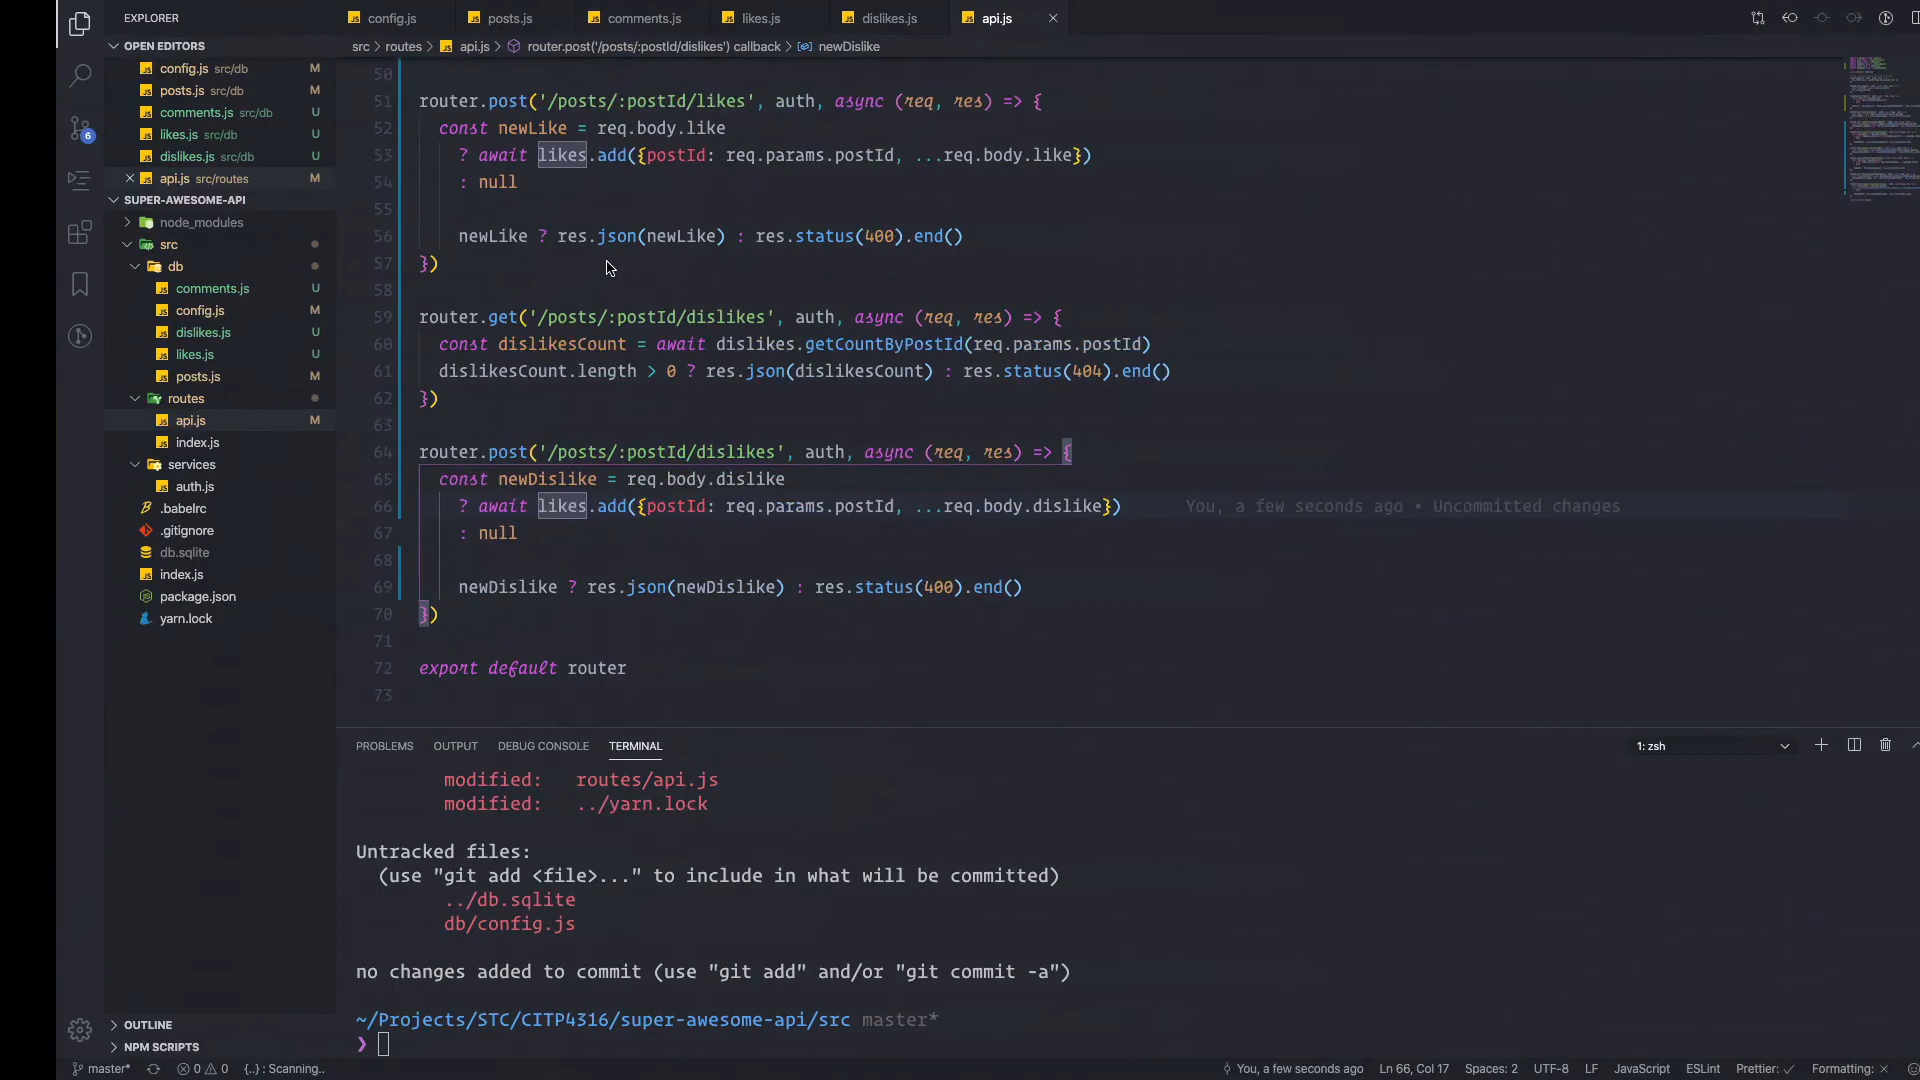 EXPLORER
OPEN EDITORS
config.js src/db M
posts.js src/db M
comments.js src/db U
likes.js src/db U
dislikes.js src/db U
api.js src/routes M
SUPER-AWESOME-API
node_modules
src
db
comments.js U
config.js M
dislikes.js U
likes.js U
posts.js M
routes
api.js M
index.js
services
auth.js
.babelrc
.gitignore
db.sqlite
index.js
package.json
yarn.lock
OUTLINE
NPM SCRIPTS
6
config.js posts.js comments.js likes.js dislikes.js api.js
src > routes > api.js > router.post('/posts/:postId/dislikes') callback > newDislike
50
51 router.post('/posts/:postId/likes', auth, async (req, res) => {
52 const newLike = req.body.like
53 ? await likes.add({postId: req.params.postId, ...req.body.like})
54 : null
55
56 newLike ? res.json(newLike) : res.status(400).end()
57 })
58
59 router.get('/posts/:postId/dislikes', auth, async (req, res) => {
60 const dislikesCount = await dislikes.getCountByPostId(req.params.postId)
61 dislikesCount.length > 0 ? res.json(dislikesCount) : res.status(404).end()
62 })
63
64 router.post('/posts/:postId/dislikes', auth, async (req, res) => {
65 const newDislike = req.body.dislike
66 ? await likes.add({postId: req.params.postId, ...req.body.dislike}) You, a few seconds ago • Uncommitted changes
67 : null
68
69 newDislike ? res.json(newDislike) : res.status(400).end()
70 })
71
72 export default router
73
PROBLEMS OUTPUT DEBUG CONSOLE TERMINAL 1: zsh
modified: routes/api.js
modified: ../yarn.lock
Untracked files:
(use "git add <file>..." to include in what will be committed)
../db.sqlite
db/config.js
no changes added to commit (use "git add" and/or "git commit -a")
~/Projects/STC/CITP4316/super-awesome-api/src master*
❯
master* 0 0 {..} : Scanning.. You, a few seconds ago Ln 66, Col 17 Spaces: 2 UTF-8 LF JavaScript ESLint Prettier: ✓ Formatting: ✕